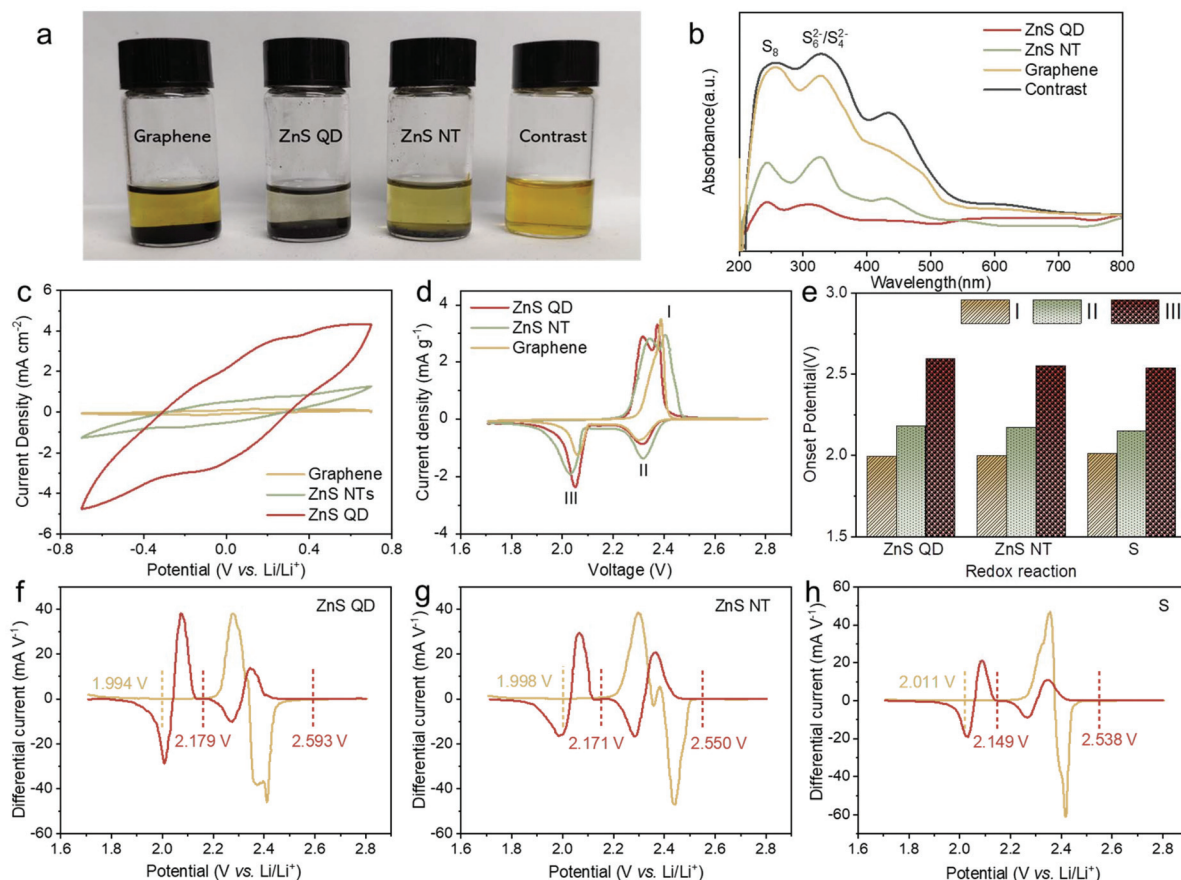 a
Graphene
ZnS QD
ZnS NT
Contrast
b
S₈
S₆²⁻/S₄²⁻
ZnS QD
ZnS NT
Graphene
Contrast
Absorbance(a.u.)
200 300 400 500 600 700 800
Wavelength(nm)
c
6
4
2
0
-2
-4
-6
Current Density (mA cm⁻²)
Graphene
ZnS NTs
ZnS QD
-0.8 -0.4 0.0 0.4 0.8
Potential (V vs. Li/Li⁺)
d
4
2
0
-2
-4
Current density (mA g⁻¹)
ZnS QD
ZnS NT
Graphene
I
II
III
1.6 1.8 2.0 2.2 2.4 2.6 2.8
Voltage (V)
e
3.0
2.5
2.0
1.5
Onset Potential(V)
I II III
ZnS QD ZnS NT S
Redox reaction
f
ZnS QD
40
20
0
-20
-40
-60
Differential current (mA V⁻¹)
1.994 V
2.179 V
2.593 V
1.6 1.8 2.0 2.2 2.4 2.6 2.8
Potential (V vs. Li/Li⁺)
g
ZnS NT
40
20
0
-20
-40
-60
Differential current (mA V⁻¹)
1.998 V
2.171 V
2.550 V
1.6 1.8 2.0 2.2 2.4 2.6 2.8
Potential (V vs. Li/Li⁺)
h
S
60
40
20
0
-20
-40
-60
Differential current (mA V⁻¹)
2.011 V
2.149 V
2.538 V
1.6 1.8 2.0 2.2 2.4 2.6 2.8
Potential (V vs. Li/Li⁺)